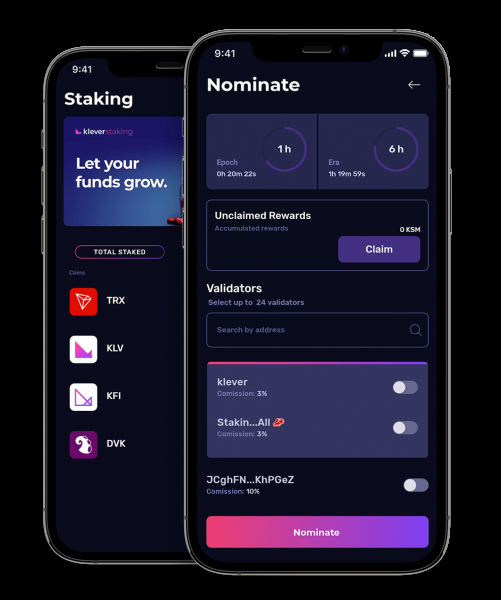 9:41
Staking
kleverstaking
Let your
funds grow.
TOTAL STAKED
Coins
TRX
KLV
KFI
DVK
9:41
Nominate
1 h
Epoch
0h 20m 22s
6 h
Era
1h 19m 59s
Unclaimed Rewards
Accumulated rewards
0 KSM
Claim
Validators
Select up to 24 validators
Search by address
klever
Comission: 3%
Stakin...All 🥩
Comission: 3%
JCghFN...KhPGeZ
Comission: 10%
Nominate